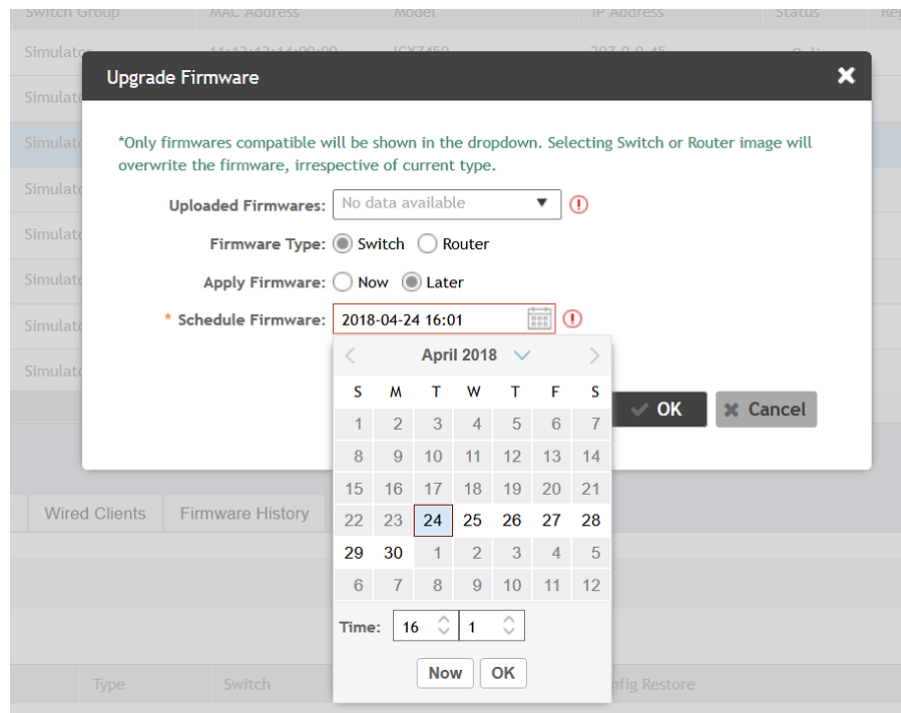 Switch Group MAC Address Model IP Address Status
Simulator
Upgrade Firmware
*Only firmwares compatible will be shown in the dropdown. Selecting Switch or Router image will
overwrite the firmware, irrespective of current type.
Uploaded Firmwares: No data available
Firmware Type: Switch Router
Apply Firmware: Now Later
* Schedule Firmware: 2018-04-24 16:01
April 2018
S M T W T F S
1 2 3 4 5 6 7
8 9 10 11 12 13 14
15 16 17 18 19 20 21
22 23 24 25 26 27 28
29 30 1 2 3 4 5
6 7 8 9 10 11 12
Time: 16 1
Now OK
OK Cancel
Wired Clients Firmware History
Type Switch nfig Restore